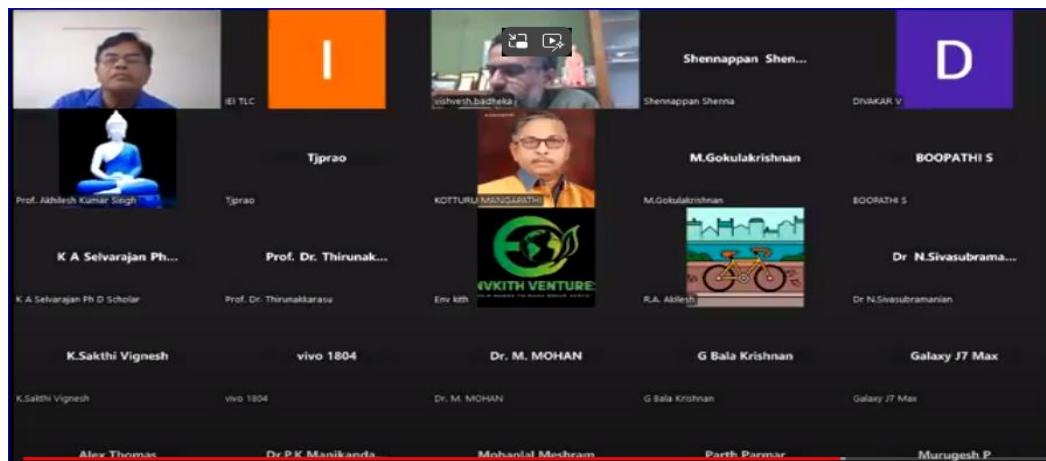 I
Shennappan Shen...
D
IEI TLC
vishvesh.badheka
Shennappan Shenna
DIVAKAR V
Tjprao
M.Gokulakrishnan
BOOPATHI S
Prof. Akhilesh Kumar Singh
Tjprao
KOTTURU MANGAPATHI
M.Gokulakrishnan
BOOPATHI S
K A Selvarajan Ph...
Prof. Dr. Thirunak...
NVKITH VENTURE
Dr N.Sivasubrama...
K A Selvarajan Ph D Scholar
Prof. Dr. Thirunakkarasu
Env kith
R.A. Akilesh
Dr N.Sivasubramanian
K.Sakthi Vignesh
vivo 1804
Dr. M. MOHAN
G Bala Krishnan
Galaxy J7 Max
K.Sakthi Vignesh
vivo 1804
Dr. M. MOHAN
G Bala Krishnan
Galaxy J7 Max
Alex Thomas
Dr.P.K.Manikanda...
Mohanlal Meshram
Parth Parmar
Murugesh P